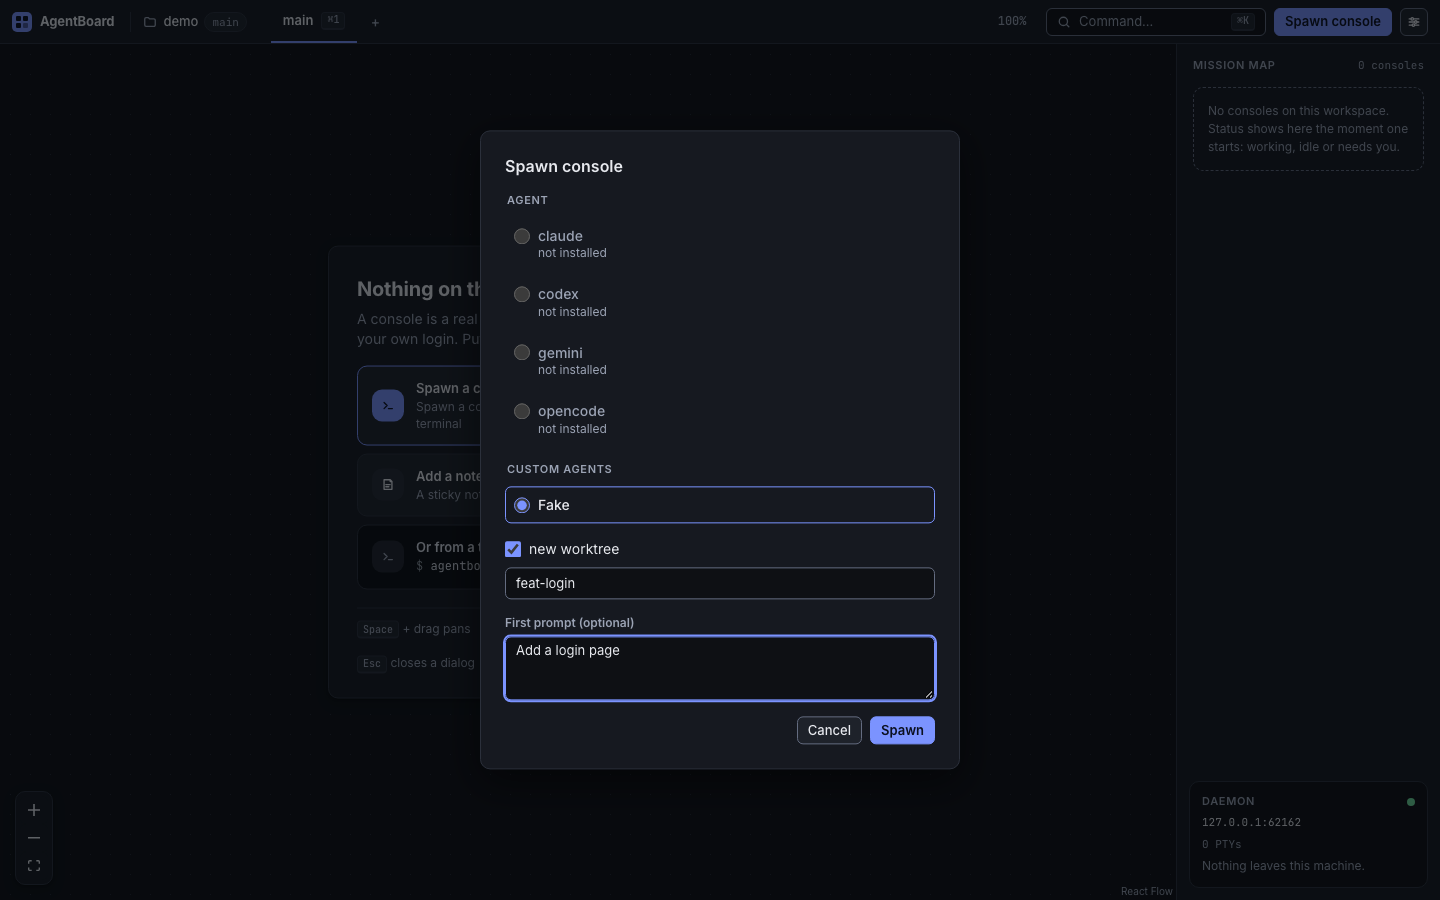 AgentBoard
demo main
main ⌘1 +
100%
Command... ⌘K
Spawn console
MISSION MAP 0 consoles
No consoles on this workspace.
Status shows here the moment one
starts: working, idle or needs you.
Nothing on th
A console is a real
your own login. Pu
Spawn a c
Spawn a co
terminal
Add a note
A sticky not
Or from a t
$ agentbo
Space + drag pans
Esc closes a dialog
Spawn console
AGENT
claude
not installed
codex
not installed
gemini
not installed
opencode
not installed
CUSTOM AGENTS
Fake
new worktree
feat-login
First prompt (optional)
Add a login page
Cancel Spawn
DAEMON
127.0.0.1:62162
0 PTYs
Nothing leaves this machine.
React Flow